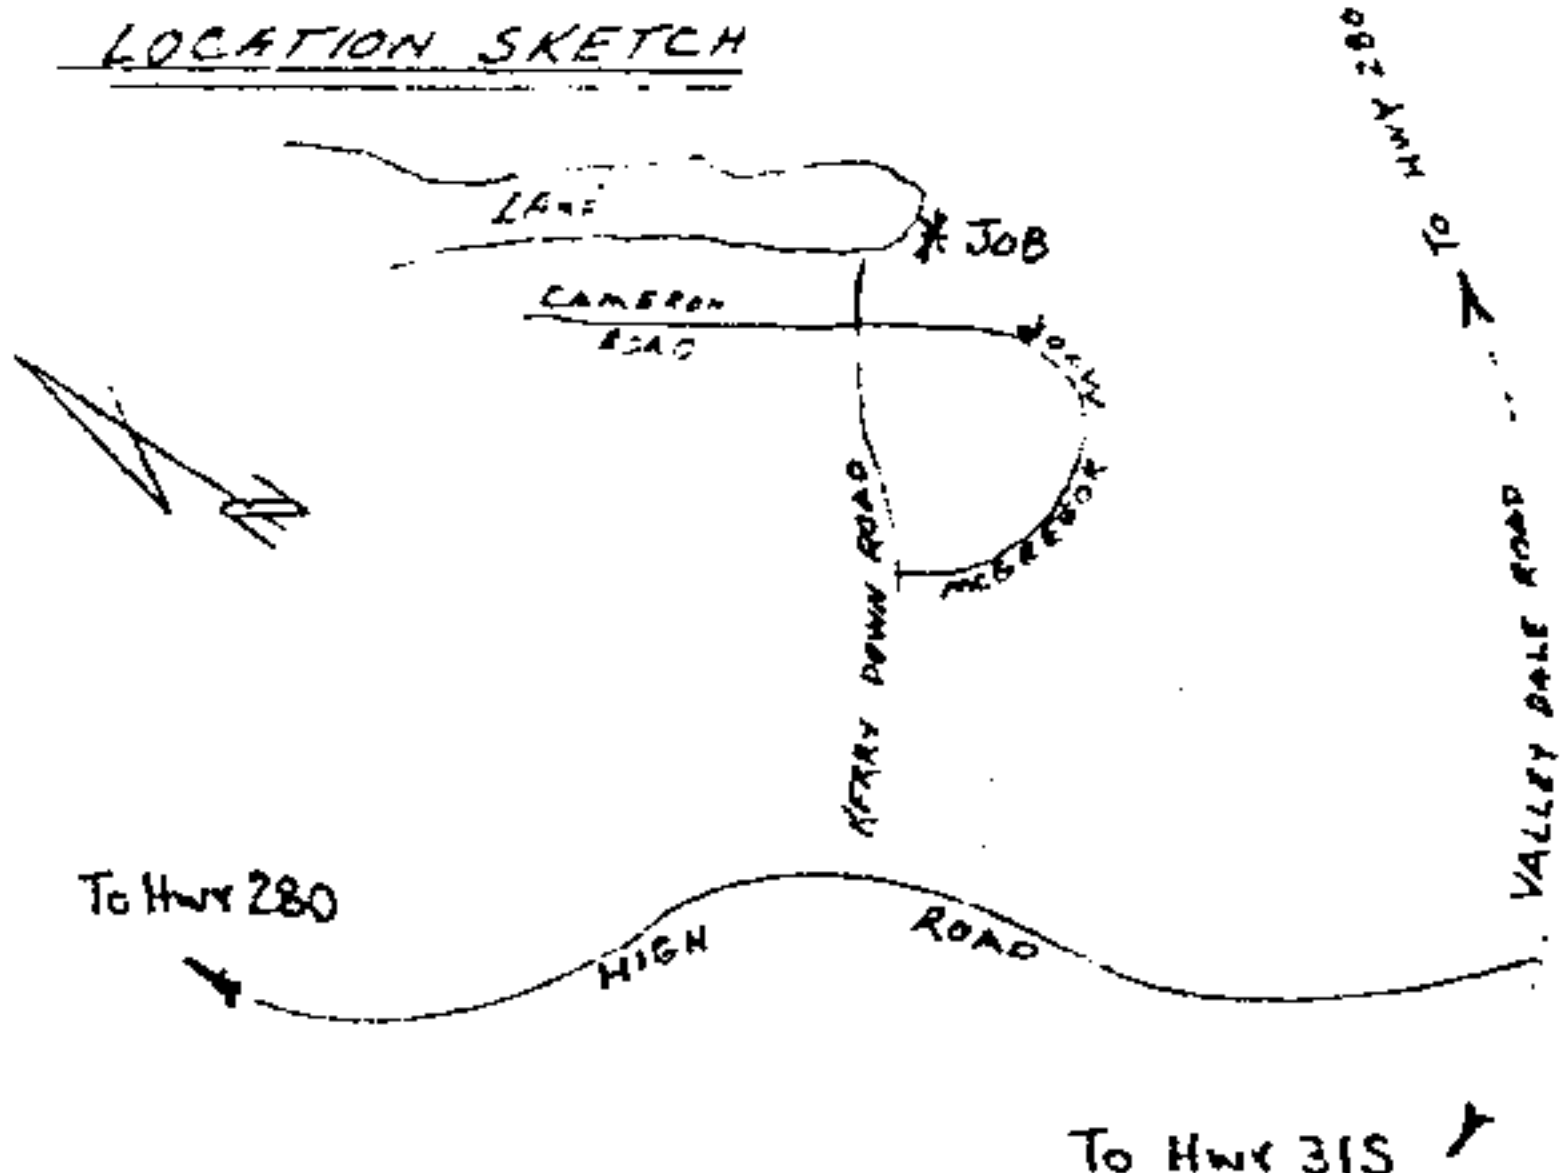 LOCATION SKETCH
TO HWY 280
LAKE
* JOB
CAMERON
ROAD
N
MCGREGOR
KERRY DOWN ROAD
VALLEY DALE ROAD
To Hwy 280
HIGH ROAD
To Hwy 31S